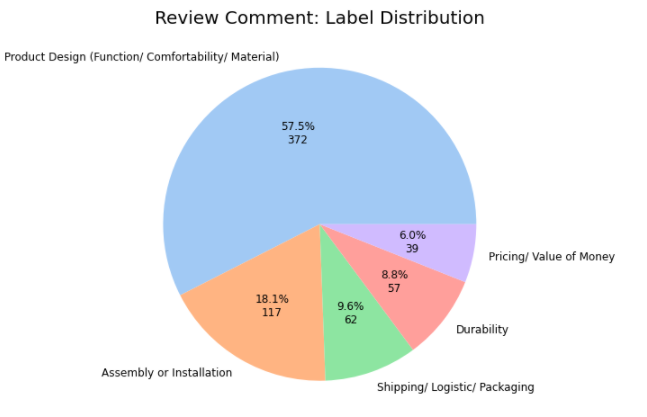 Review Comment: Label Distribution
Product Design (Function/ Comfortability/ Material)
57.5%
372
6.0%
39
Pricing/ Value of Money
8.8%
57
18.1%
117
9.6%
62
Durability
Assembly or Installation
Shipping/ Logistic/ Packaging